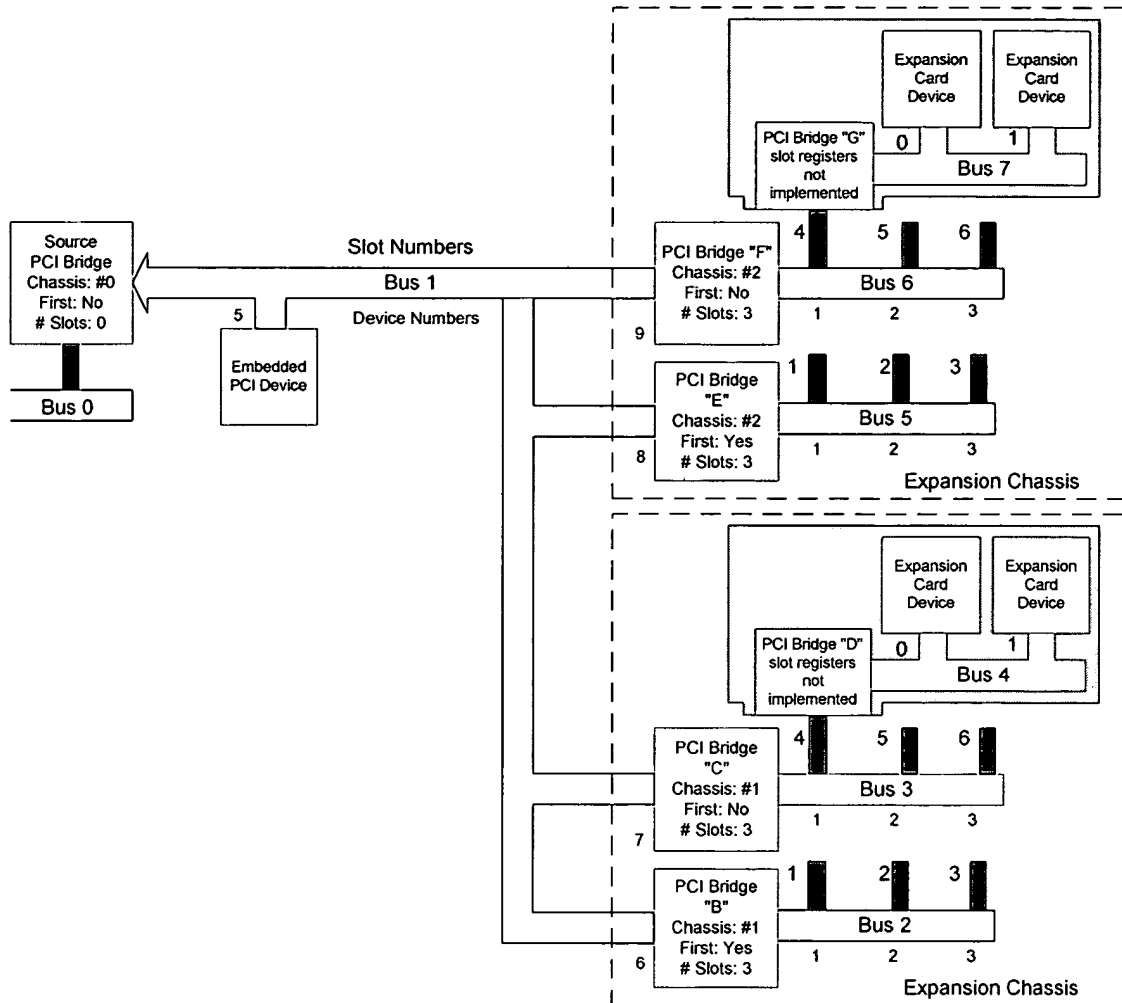 Expansion
Card
Device
Expansion
Card
Device
PCI Bridge "G"
slot registers
not
implemented
0
1
Bus 7
Source
PCI Bridge
Chassis: #0
First: No
# Slots: 0
Bus 0
Slot Numbers
Bus 1
Device Numbers
5
Embedded
PCI Device
PCI Bridge "F"
Chassis: #2
First: No
# Slots: 3
9
4
5
6
Bus 6
1
2
3
PCI Bridge
"E"
Chassis: #2
First: Yes
# Slots: 3
8
1
2
3
Bus 5
1
2
3
Expansion Chassis
Expansion
Card
Device
Expansion
Card
Device
PCI Bridge "D"
slot registers
not
implemented
0
1
Bus 4
PCI Bridge
"C"
Chassis: #1
First: No
# Slots: 3
7
4
5
6
Bus 3
1
2
3
PCI Bridge
"B"
Chassis: #1
First: Yes
# Slots: 3
6
1
2
3
Bus 2
1
2
3
Expansion Chassis